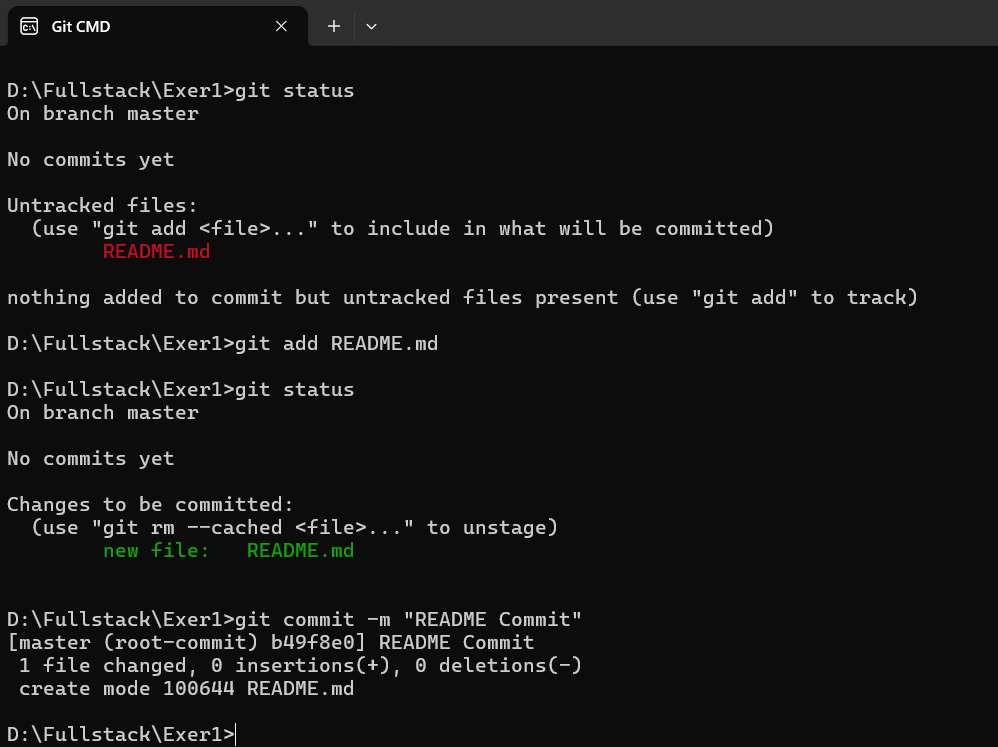 Git CMD
D:\Fullstack\Exer1>git status
On branch master
No commits yet
Untracked files:
  (use "git add <file>..." to include in what will be committed)
        README.md
nothing added to commit but untracked files present (use "git add" to track)
D:\Fullstack\Exer1>git add README.md
D:\Fullstack\Exer1>git status
On branch master
No commits yet
Changes to be committed:
  (use "git rm --cached <file>..." to unstage)
        new file:   README.md
D:\Fullstack\Exer1>git commit -m "README Commit"
[master (root-commit) b49f8e0] README Commit
 1 file changed, 0 insertions(+), 0 deletions(-)
 create mode 100644 README.md
D:\Fullstack\Exer1>